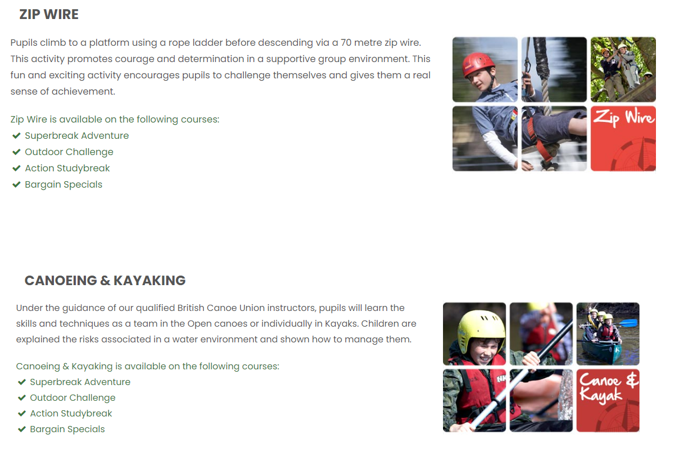 ZIP WIRE
Pupils climb to a platform using a rope ladder before descending via a 70 metre zip wire.
This activity promotes courage and determination in a supportive group environment. This
fun and exciting activity encourages pupils to challenge themselves and gives them a real
sense of achievement.
Zip Wire is available on the following courses:
Superbreak Adventure
Outdoor Challenge
Action Studybreak
Bargain Specials
Zip Wire
CANOEING & KAYAKING
Under the guidance of our qualified British Canoe Union instructors, pupils will learn the
skills and techniques as a team in the Open canoes or individually in Kayaks. Children are
explained the risks associated in a water environment and shown how to manage them.
Canoeing & Kayaking is available on the following courses:
Superbreak Adventure
Outdoor Challenge
Action Studybreak
Bargain Specials
Canoe &
Kayak